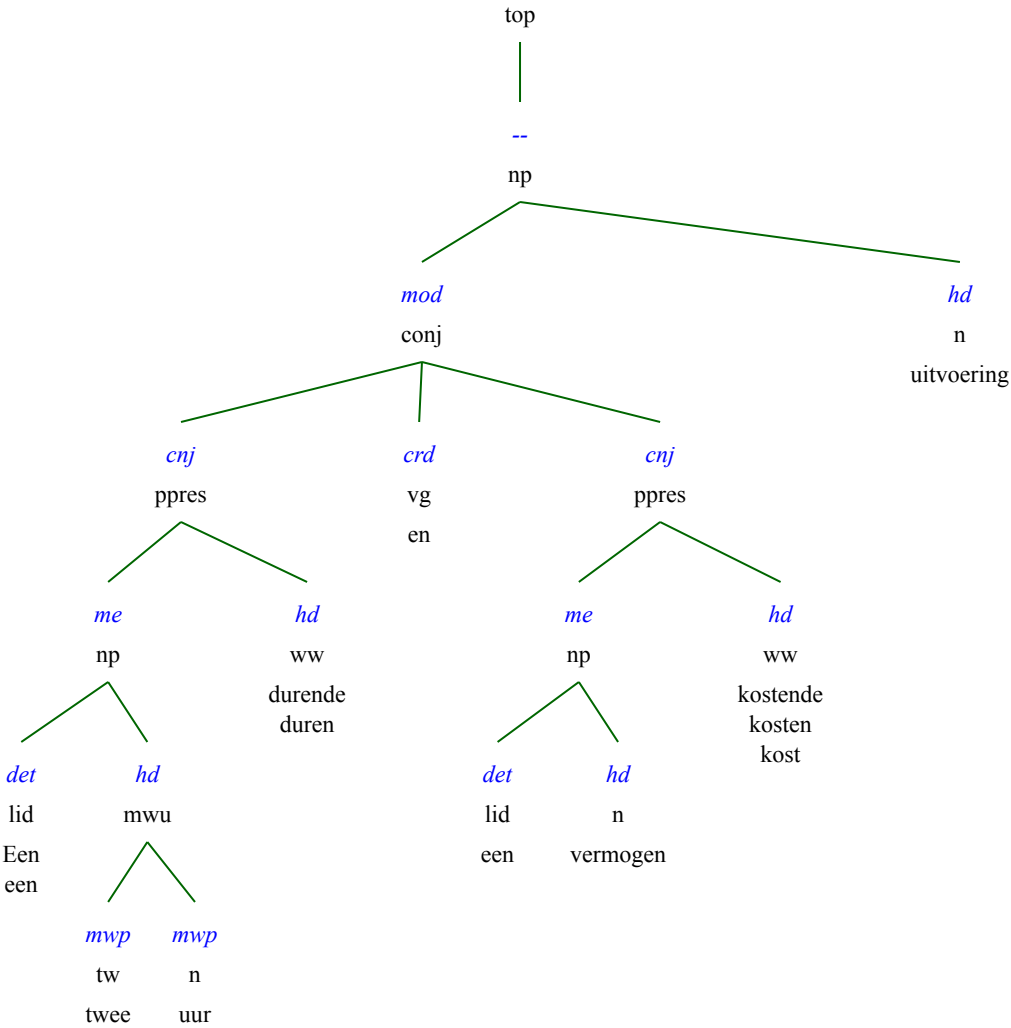 top
--
np
mod hd
conj n
uitvoering
cnj crd cnj
ppres vg ppres
en
me hd me hd
np ww np ww
durende kostende
duren kosten
kost
det hd det hd
lid mwu lid n
Een een vermogen
een
mwp mwp
tw n
twee uur